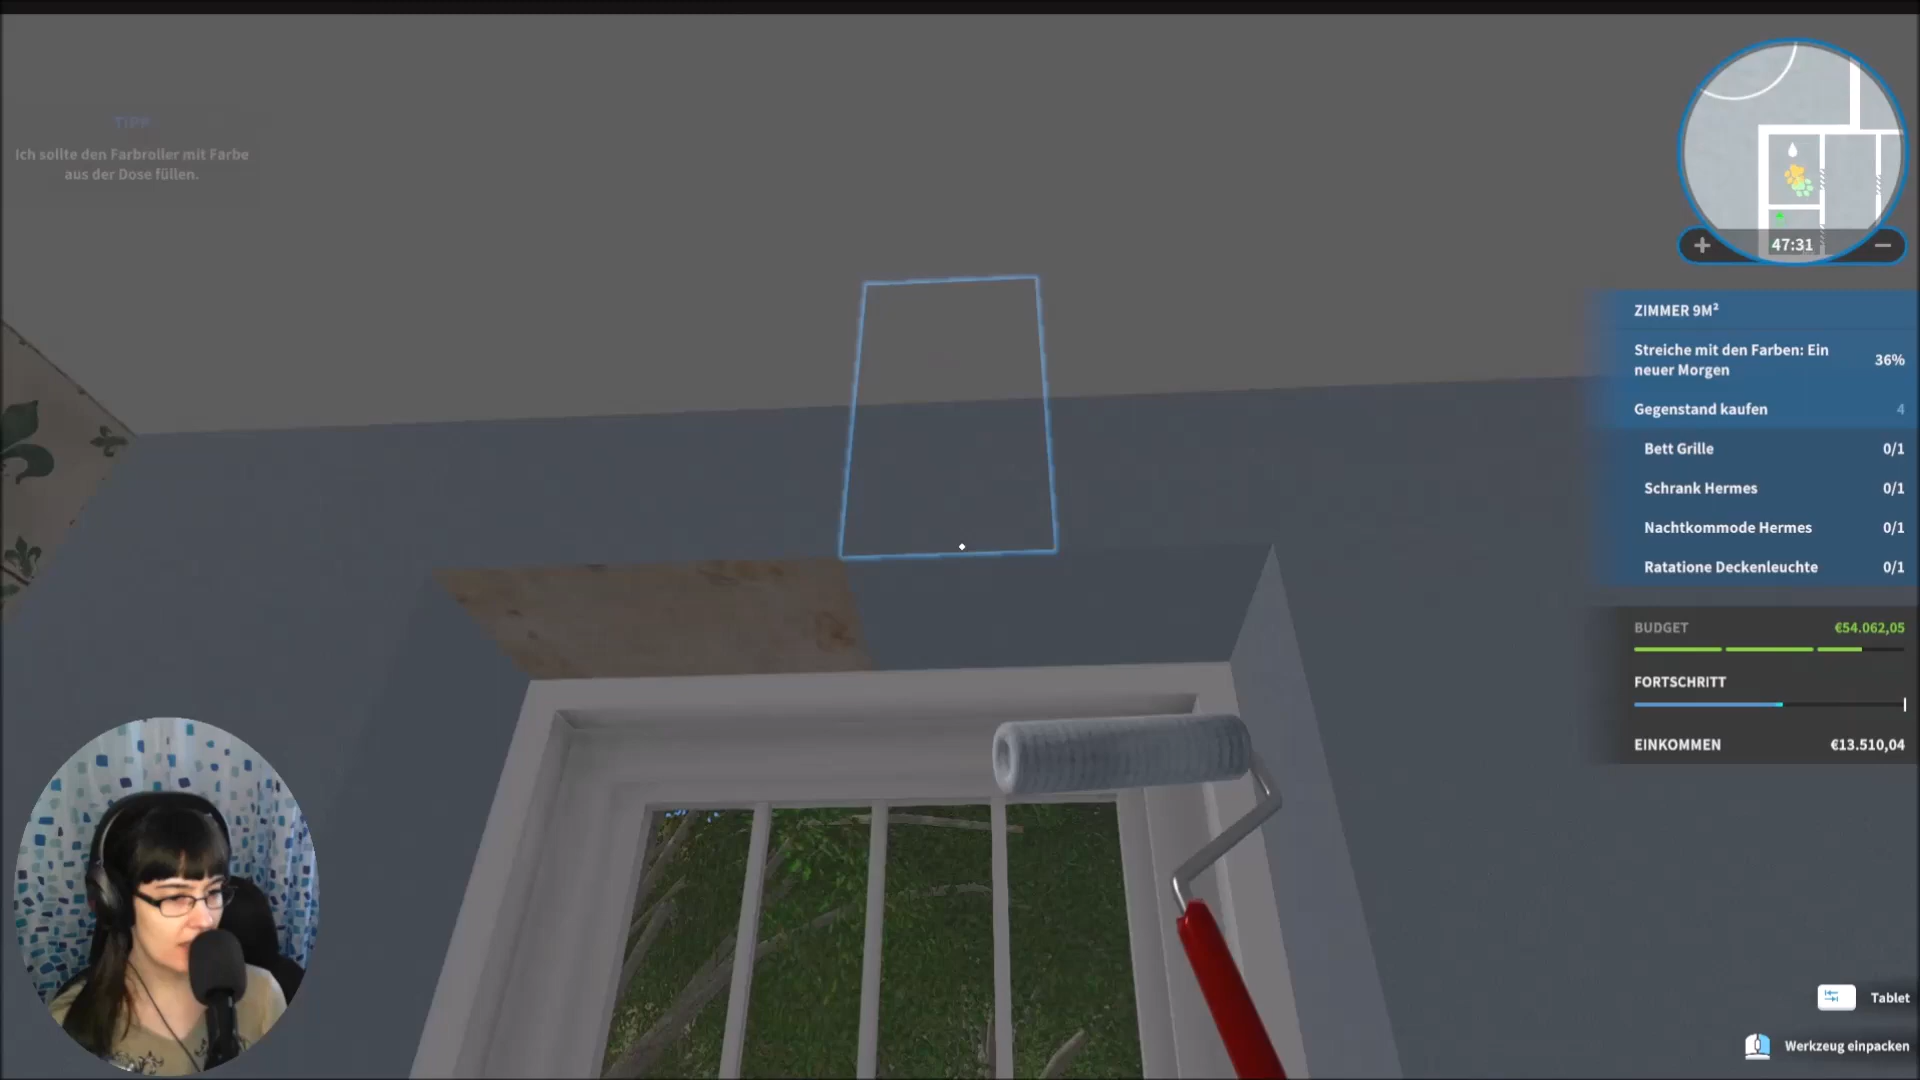 TIPP
Ich sollte den Farbroller mit Farbe
aus der Dose füllen.
47:31
ZIMMER 9M²
Streiche mit den Farben: Ein
neuer Morgen 36%
Gegenstand kaufen 4
Bett Grille 0/1
Schrank Hermes 0/1
Nachtkommode Hermes 0/1
Ratatione Deckenleuchte 0/1
BUDGET €54.062,05
FORTSCHRITT
EINKOMMEN €13.510,04
Tablet
Werkzeug einpacken